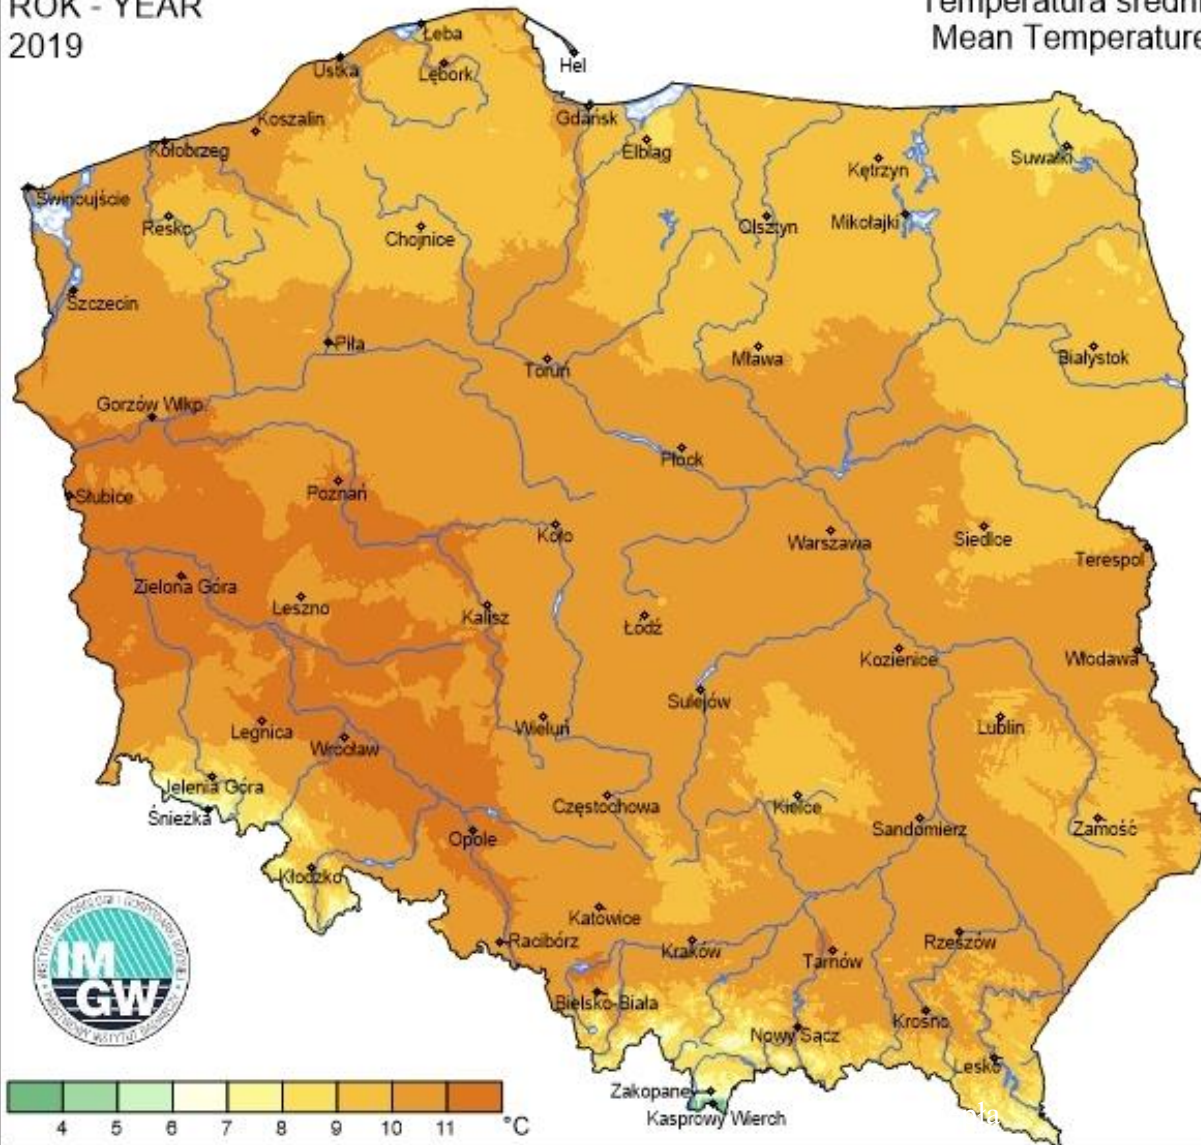 ROK - YEAR
2019
Temperatura średni
Mean Temperature
Łeba
Ustka
Lębork
Hel
Koszalin
Gdańsk
Kołobrzeg
Elbląg
Kętrzyn
Suwałki
Świnoujście
Resko
Chojnice
Olsztyn
Mikołajki
Szczecin
Piła
Toruń
Mława
Białystok
Gorzów Wlkp.
Płock
Słubice
Poznań
Koło
Warszawa
Siedlce
Terespol
Zielona Góra
Leszno
Kalisz
Łódź
Kozienice
Włodawa
Sulejów
Legnica
Wrocław
Wieluń
Lublin
Jelenia Góra
Śnieżka
Częstochowa
Kielce
Sandomierz
Zamość
Opole
Kłodzko
Katowice
Racibórz
Kraków
Tarnów
Rzeszów
IM
GW
Bielsko-Biała
Nowy Sącz
Krosno
Lesko
Zakopane
Kasprowy Wierch
4 5 6 7 8 9 10 11 °C